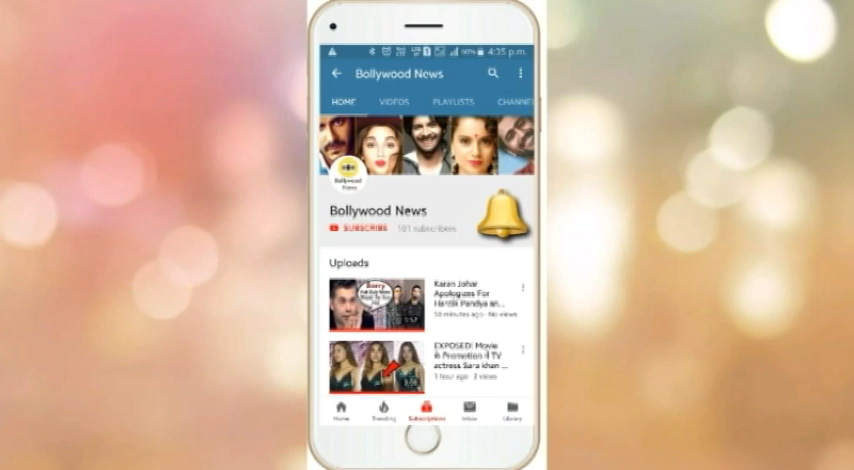 4:35 p.m.
Bollywood News
HOME VIDEOS PLAYLISTS CHANNE
Bollywood
News
Bollywood News
SUBSCRIBE 101 subscribers
Uploads
Sorry
Karan Johar
Apologizes For
Hardik Pandya an...
50 minutes ago · No views
EXPOSED! Movie
Promotion
TV
actress Sara khan ...
1 hour ago · 2 views
Home Trending Subscriptions Inbox Library